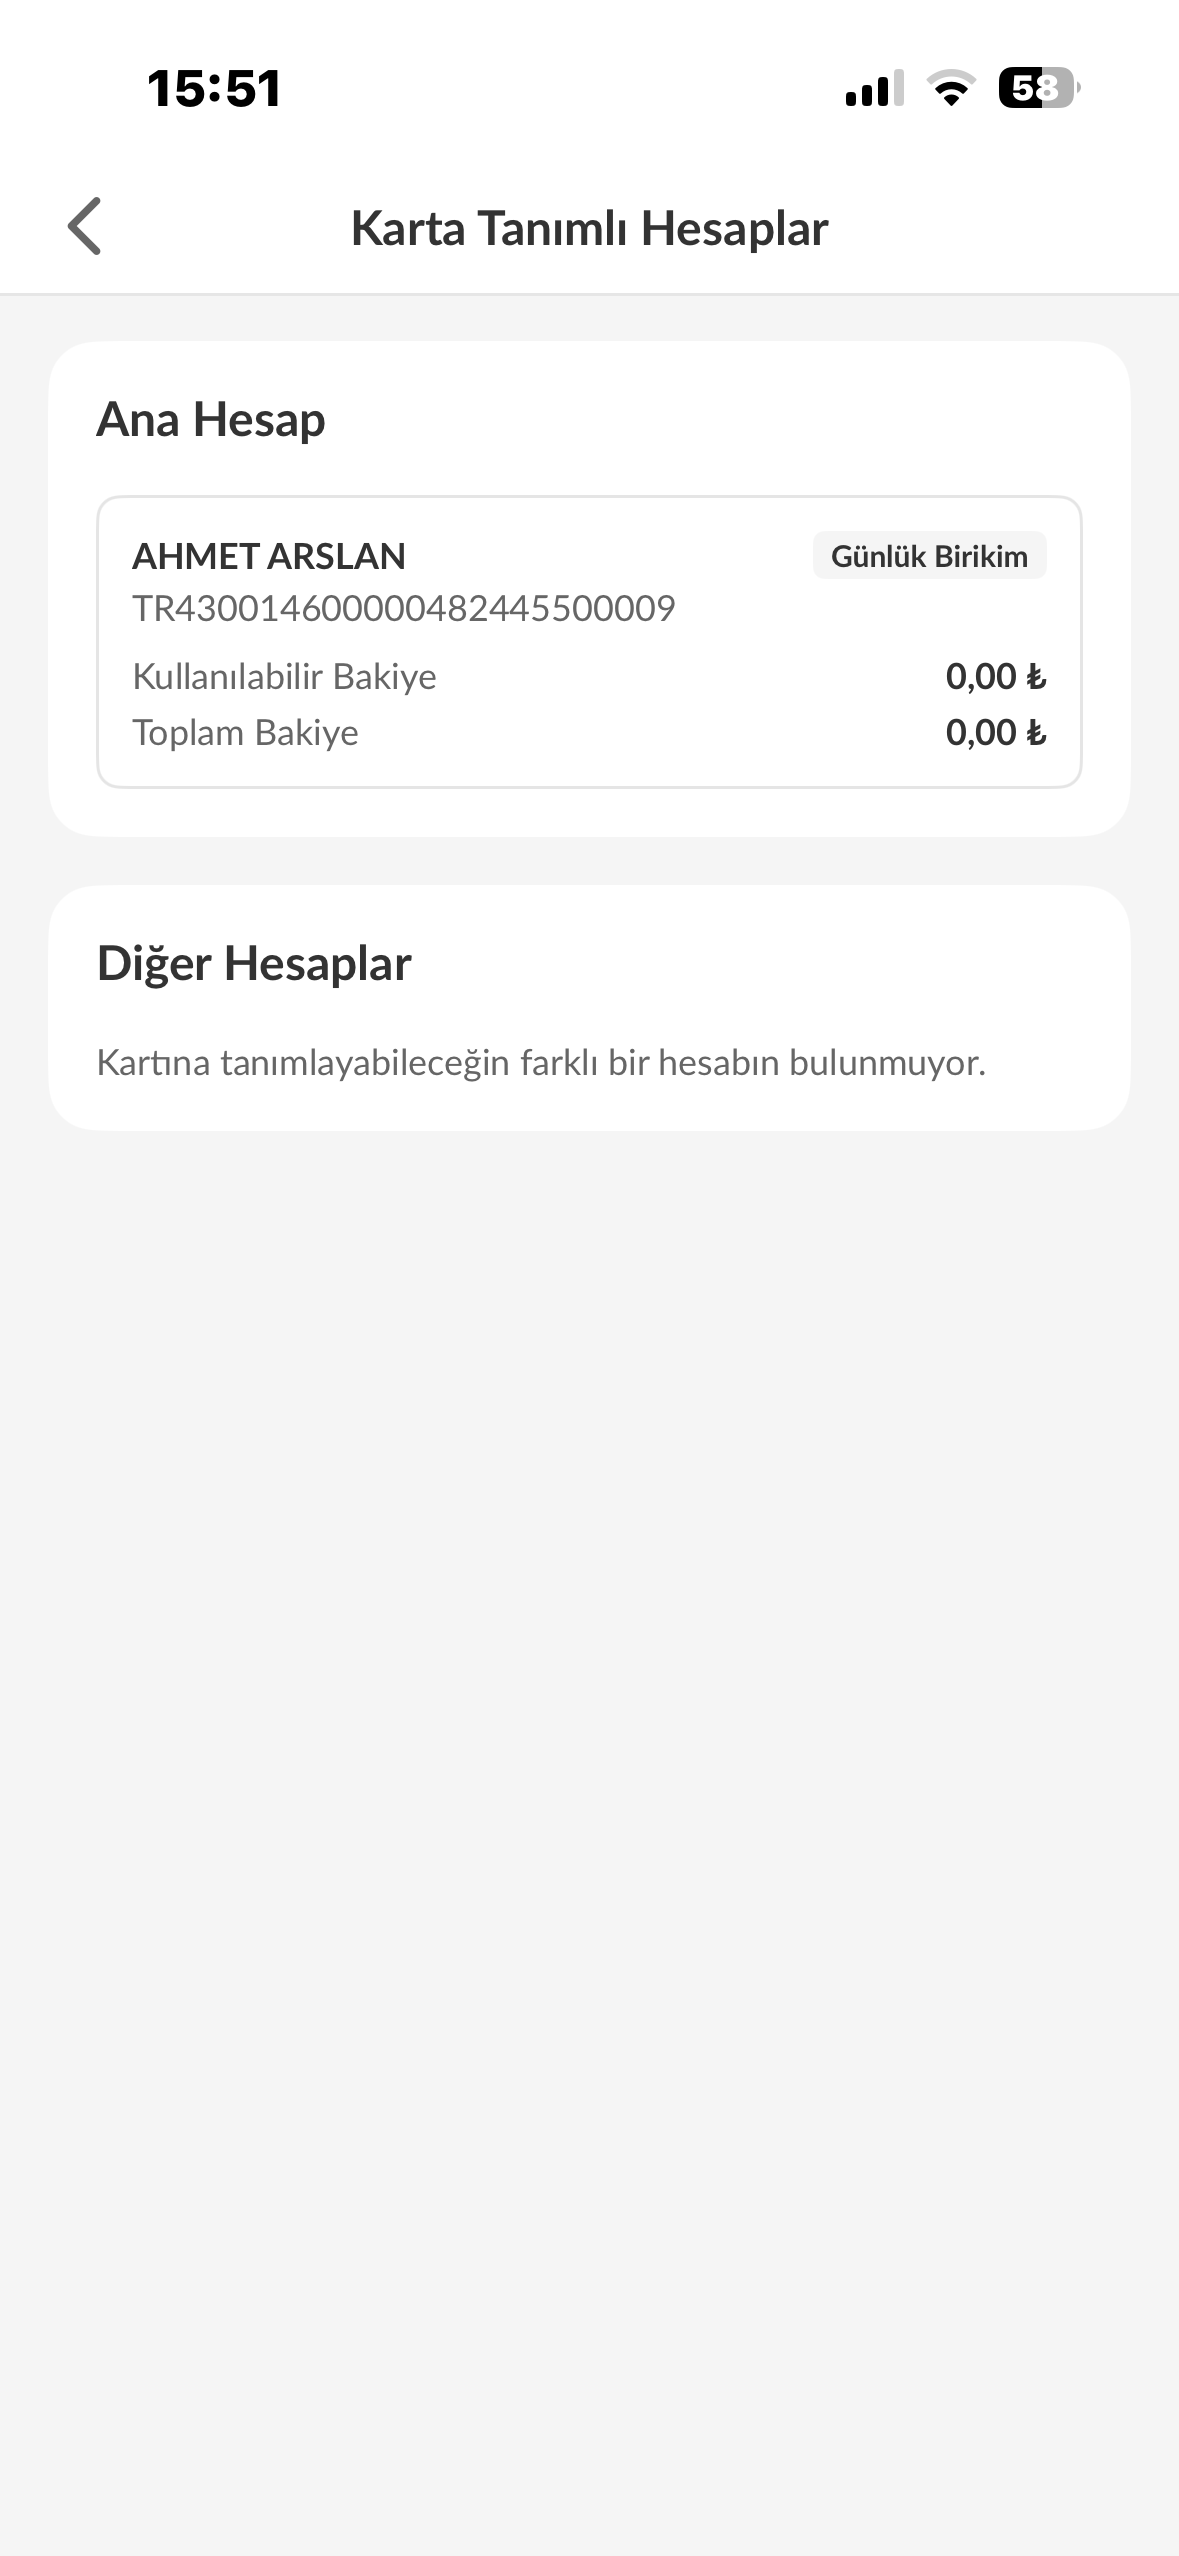 15:51
58
Karta Tanımlı Hesaplar
Ana Hesap
AHMET ARSLAN
Günlük Birikim
TR430014600000482445500009
Kullanılabilir Bakiye
0,00 ₺
Toplam Bakiye
0,00 ₺
Diğer Hesaplar
Kartına tanımlayabileceğin farklı bir hesabın bulunmuyor.